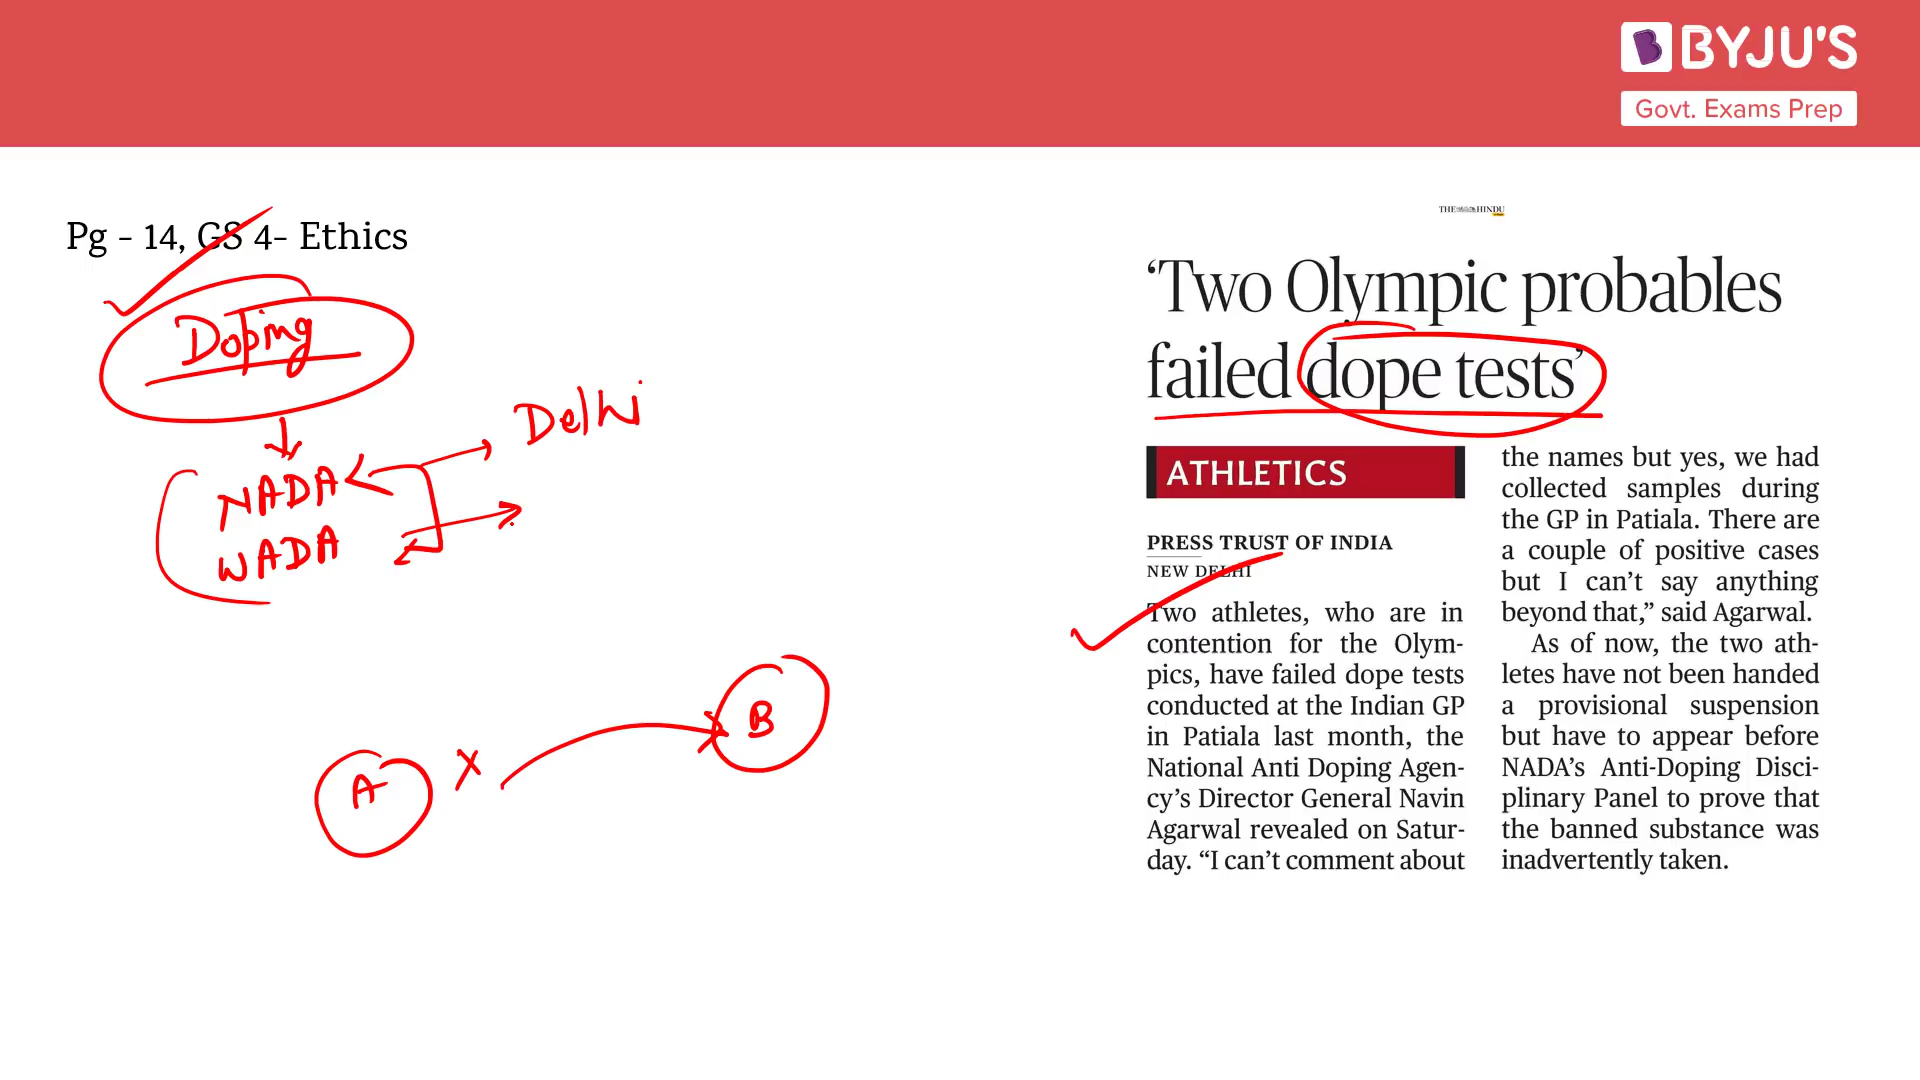 BYJU'S
Govt. Exams Prep
Pg - 14, GS 4- Ethics
Doping
Delhi
NADA
WADA
A
X
B
THE HINDU
‘Two Olympic probables
failed dope tests’
ATHLETICS
PRESS TRUST OF INDIA
NEW DELHI
Two athletes, who are in
contention for the Olym-
pics, have failed dope tests
conducted at the Indian GP
in Patiala last month, the
National Anti Doping Agen-
cy’s Director General Navin
Agarwal revealed on Satur-
day. “I can’t comment about
the names but yes, we had
collected samples during
the GP in Patiala. There are
a couple of positive cases
but I can’t say anything
beyond that,” said Agarwal.
As of now, the two ath-
letes have not been handed
a provisional suspension
but have to appear before
NADA’s Anti-Doping Disci-
plinary Panel to prove that
the banned substance was
inadvertently taken.